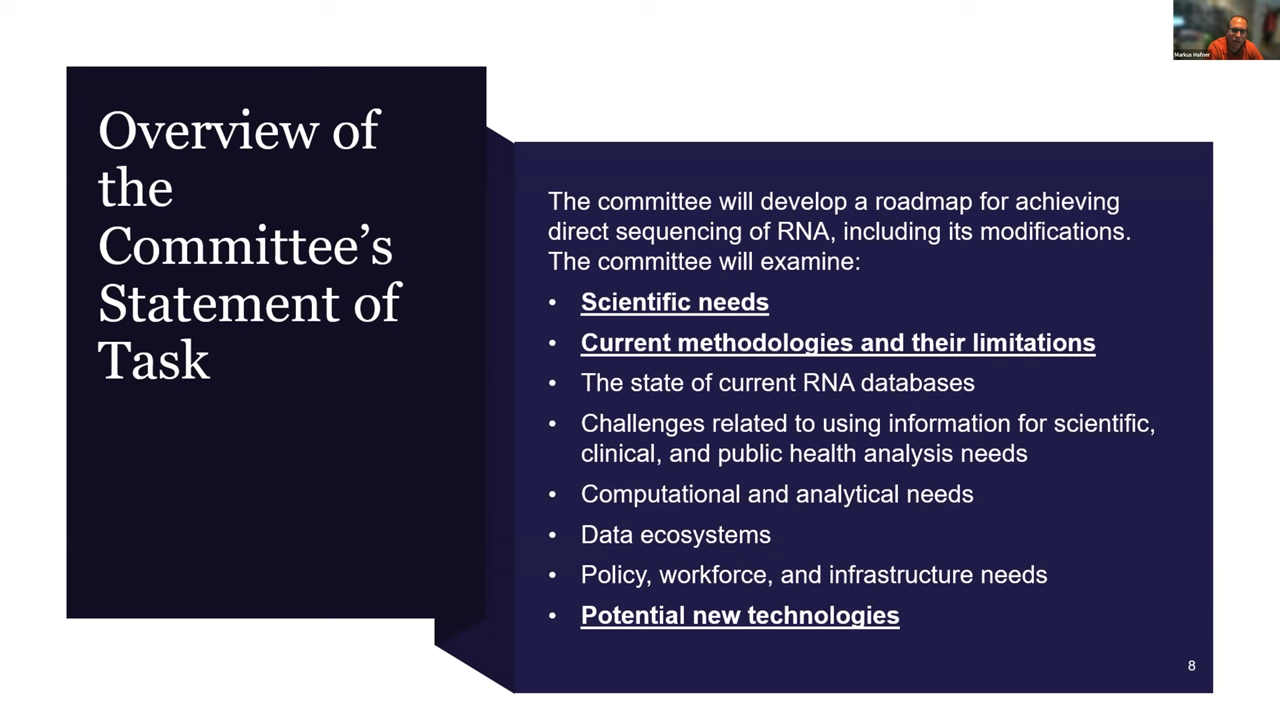 Markus Hafner
Overview of
the
Committee’s
Statement of
Task
The committee will develop a roadmap for achieving
direct sequencing of RNA, including its modifications.
The committee will examine:
• Scientific needs
• Current methodologies and their limitations
• The state of current RNA databases
• Challenges related to using information for scientific,
clinical, and public health analysis needs
• Computational and analytical needs
• Data ecosystems
• Policy, workforce, and infrastructure needs
• Potential new technologies
8